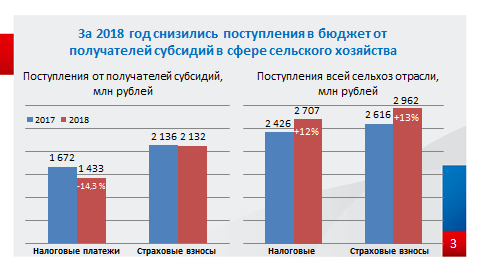 За 2018 год снизились поступления в бюджет от
получателей субсидий в сфере сельского хозяйства
Поступления от получателей субсидий,
млн рублей
2017 2018
1 672
1 433
-14,3 %
2 136 2 132
Налоговые платежи Страховые взносы
Поступления всей сельхоз отрасли,
млн рублей
2 426
2 707
+12%
2 616
2 962
+13%
Налоговые Страховые взносы
3